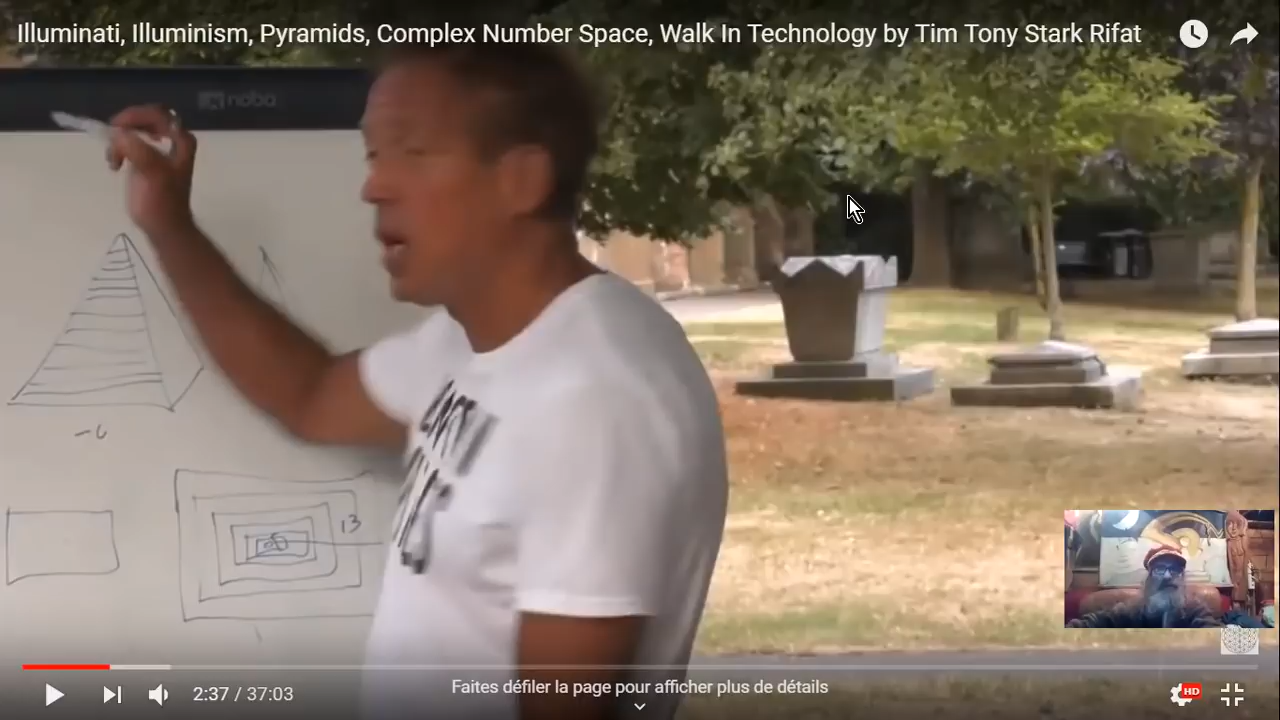 Illuminati, Illuminism, Pyramids, Complex Number Space, Walk In Technology by Tim Tony Stark Rifat
nobo
13
2:37 / 37:03
Faites défiler la page pour afficher plus de détails
HD